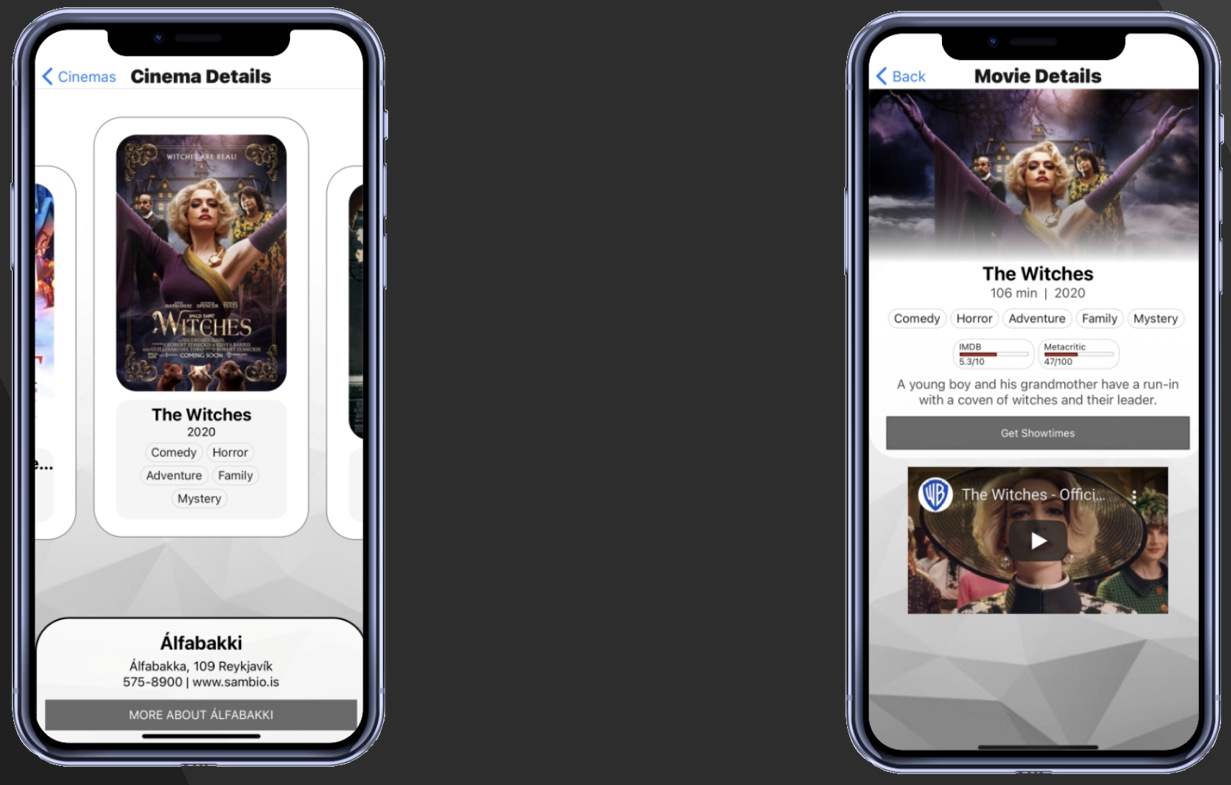 Cinemas
Cinema Details
WITCHES ARE REAL!
ROALD DAHL'S
WITCHES
COMING SOON
The Witches
2020
Comedy
Horror
Adventure
Family
Mystery
e...
Álfabakki
Álfabakka, 109 Reykjavík
575-8900 | www.sambio.is
MORE ABOUT ÁLFABAKKI
Back
Movie Details
The Witches
106 min | 2020
Comedy
Horror
Adventure
Family
Mystery
IMDB
5.3/10
Metacritic
47/100
A young boy and his grandmother have a run-in
with a coven of witches and their leader.
Get Showtimes
WB
The Witches - Offici...